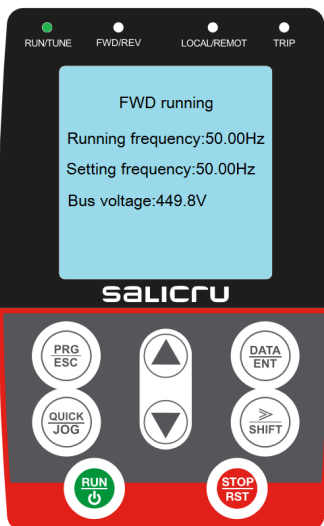 RUN/TUNE FWD/REV LOCAL/REMOT TRIP
FWD running
Running frequency:50.00Hz
Setting frequency:50.00Hz
Bus voltage:449.8V
salicru
PRG
ESC
DATA
ENT
QUICK
JOG
≫
SHIFT
RUN
STOP
RST